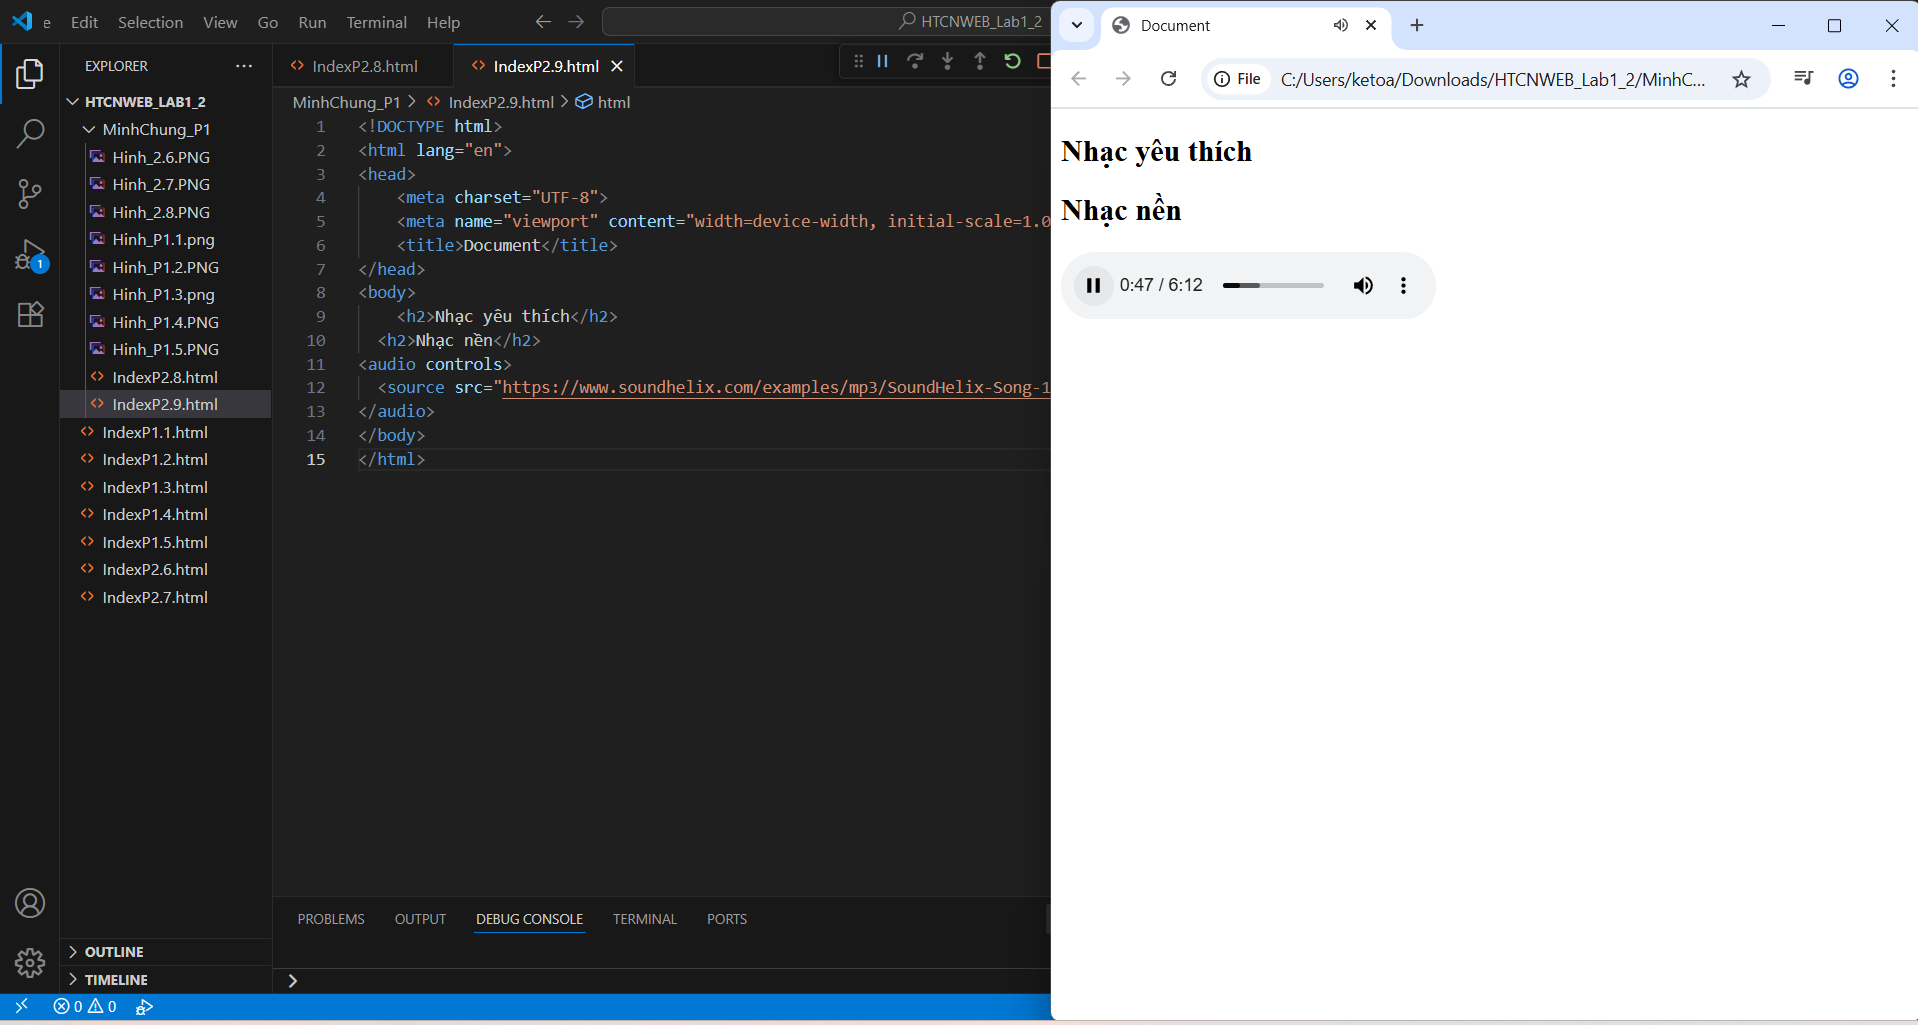 e Edit Selection View Go Run Terminal Help HTCNWEB_Lab1_2
EXPLORER
HTCNWEB_LAB1_2
MinhChung_P1
Hinh_2.6.PNG
Hinh_2.7.PNG
Hinh_2.8.PNG
Hinh_P1.1.png
Hinh_P1.2.PNG
Hinh_P1.3.png
Hinh_P1.4.PNG
Hinh_P1.5.PNG
IndexP2.8.html
IndexP2.9.html
IndexP1.1.html
IndexP1.2.html
IndexP1.3.html
IndexP1.4.html
IndexP1.5.html
IndexP2.6.html
IndexP2.7.html
OUTLINE
TIMELINE
IndexP2.8.html IndexP2.9.html
MinhChung_P1 > IndexP2.9.html > html
1 <!DOCTYPE html>
2 <html lang="en">
3 <head>
4 <meta charset="UTF-8">
5 <meta name="viewport" content="width=device-width, initial-scale=1.0
6 <title>Document</title>
7 </head>
8 <body>
9 <h2>Nhạc yêu thích</h2>
10 <h2>Nhạc nền</h2>
11 <audio controls>
12 <source src="https://www.soundhelix.com/examples/mp3/SoundHelix-Song-1
13 </audio>
14 </body>
15 </html>
PROBLEMS OUTPUT DEBUG CONSOLE TERMINAL PORTS
1
0 0
Document
File C:/Users/ketoa/Downloads/HTCNWEB_Lab1_2/MinhC...
Nhạc yêu thích
Nhạc nền
0:47 / 6:12